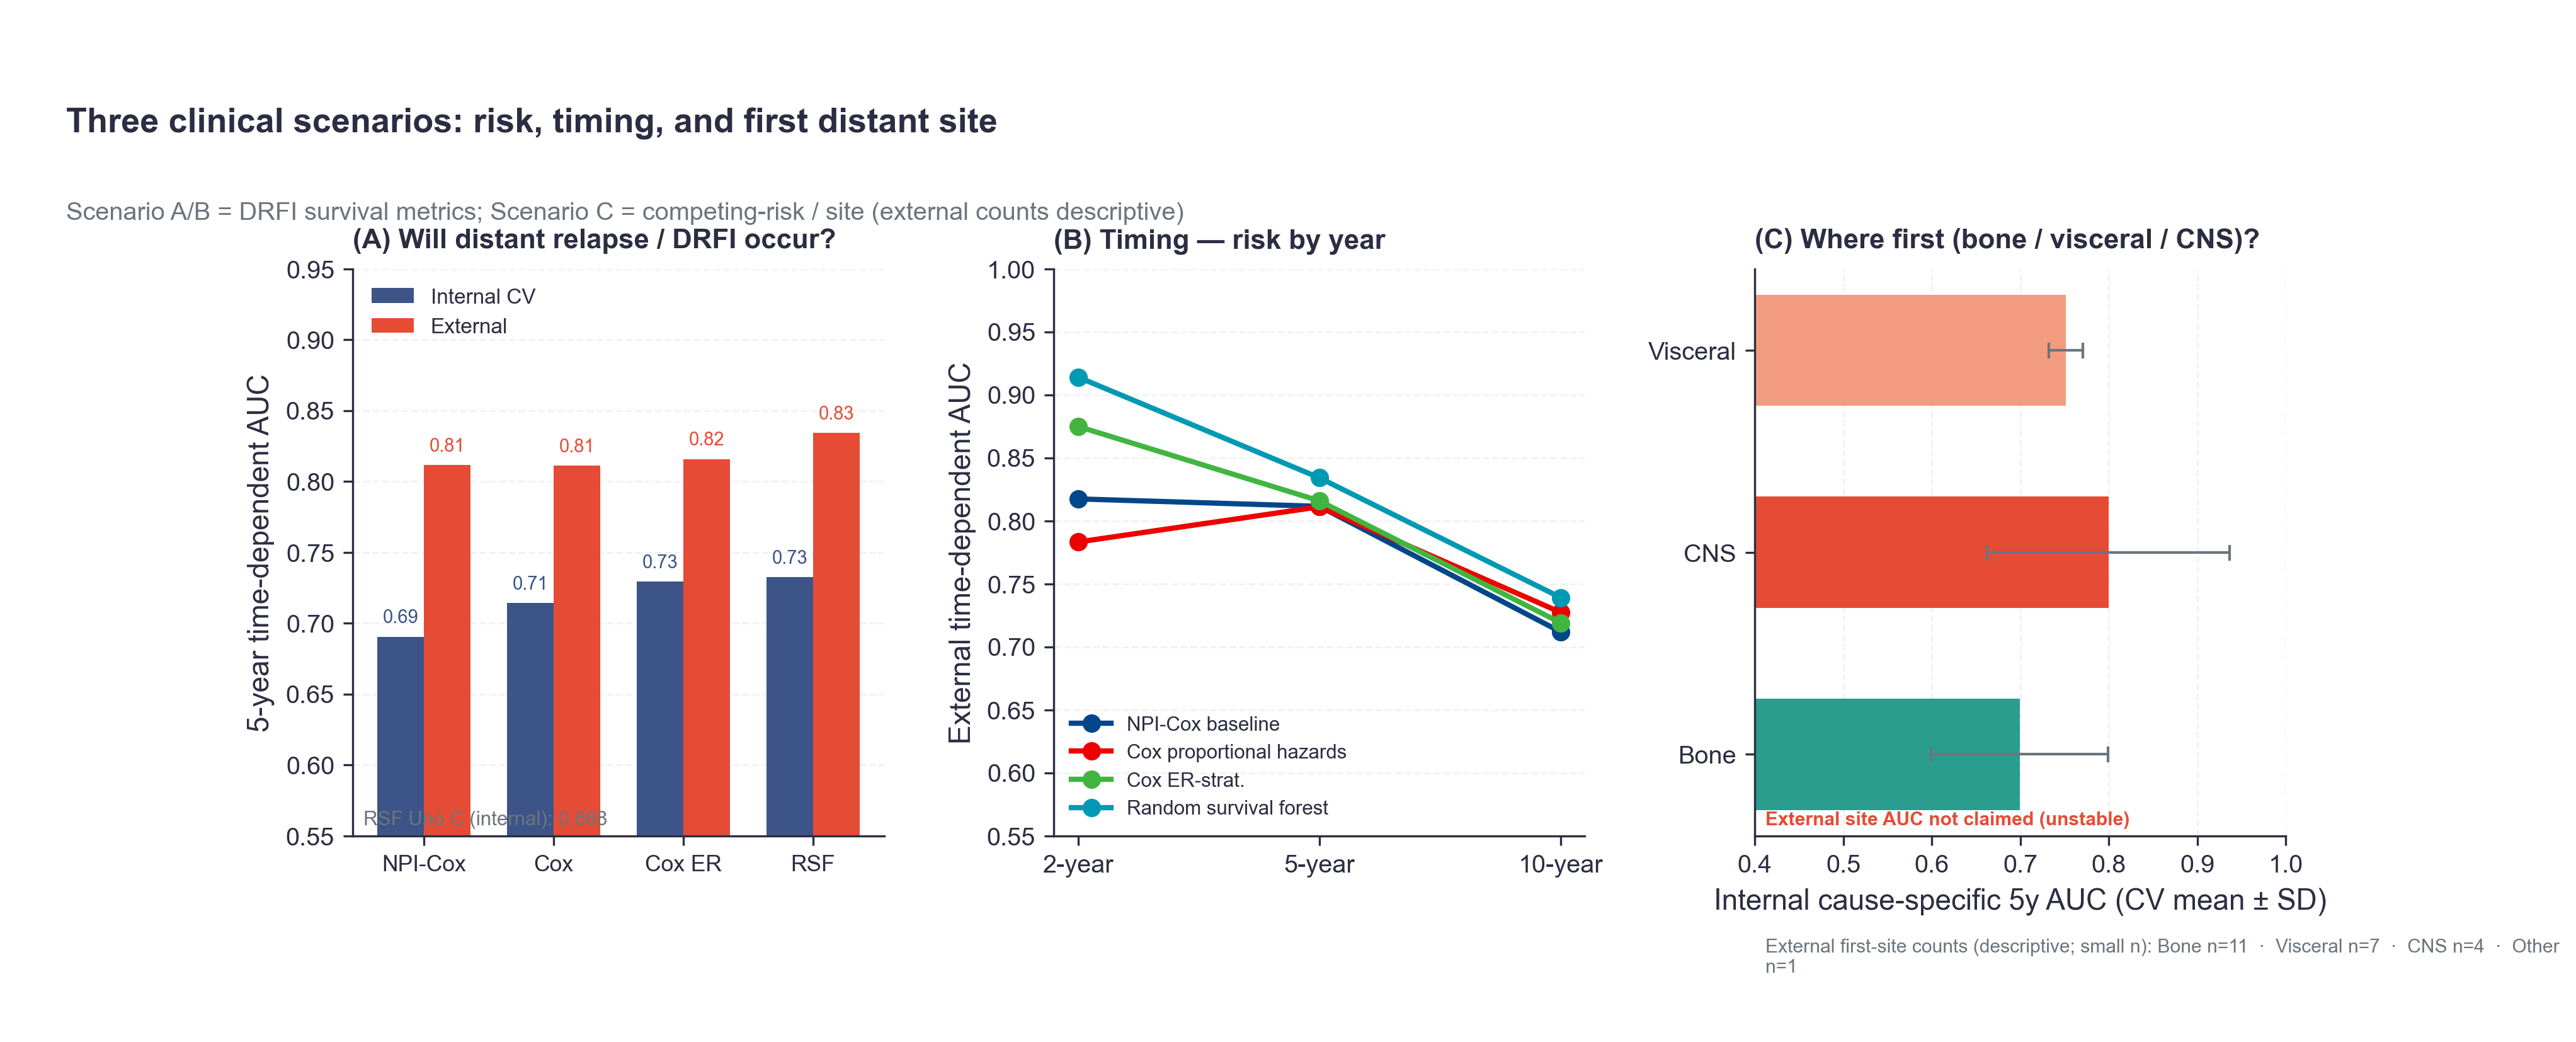 Three clinical scenarios: risk, timing, and first distant site
Scenario A/B = DRFI survival metrics; Scenario C = competing-risk / site (external counts descriptive)
(A) Will distant relapse / DRFI occur?
5-year time-dependent AUC
0.95
0.90
0.85
0.80
0.75
0.70
0.65
0.60
0.55
Internal CV
External
0.69
0.81
0.71
0.81
0.73
0.82
0.73
0.83
RSF Uno C (internal): 0.668
NPI-Cox
Cox
Cox ER
RSF
(B) Timing — risk by year
External time-dependent AUC
1.00
0.95
0.90
0.85
0.80
0.75
0.70
0.65
0.60
0.55
NPI-Cox baseline
Cox proportional hazards
Cox ER-strat.
Random survival forest
2-year
5-year
10-year
(C) Where first (bone / visceral / CNS)?
Visceral
CNS
Bone
External site AUC not claimed (unstable)
0.4
0.5
0.6
0.7
0.8
0.9
1.0
Internal cause-specific 5y AUC (CV mean ± SD)
External first-site counts (descriptive; small n): Bone n=11 · Visceral n=7 · CNS n=4 · Other
n=1